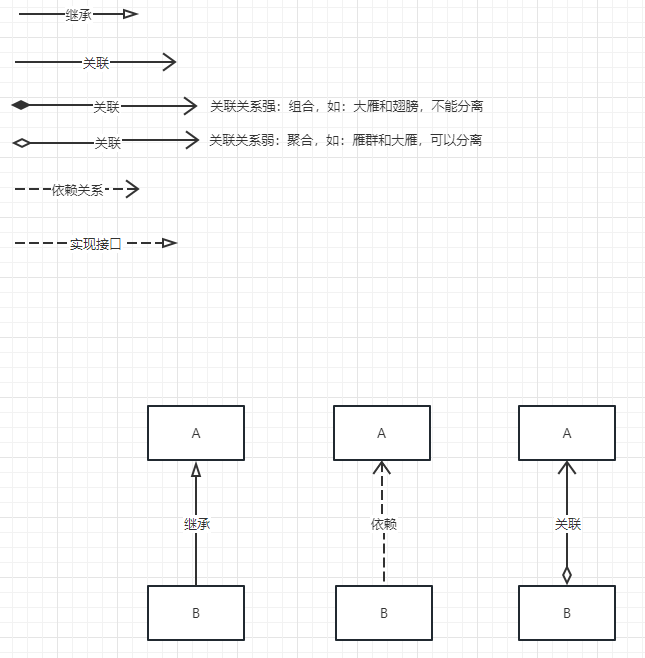 继承
关联
关联 关联关系强：组合，如：大雁和翅膀，不能分离
关联 关联关系弱：聚合，如：雁群和大雁，可以分离
依赖关系
实现接口
A A A
继承 依赖 关联
B B B